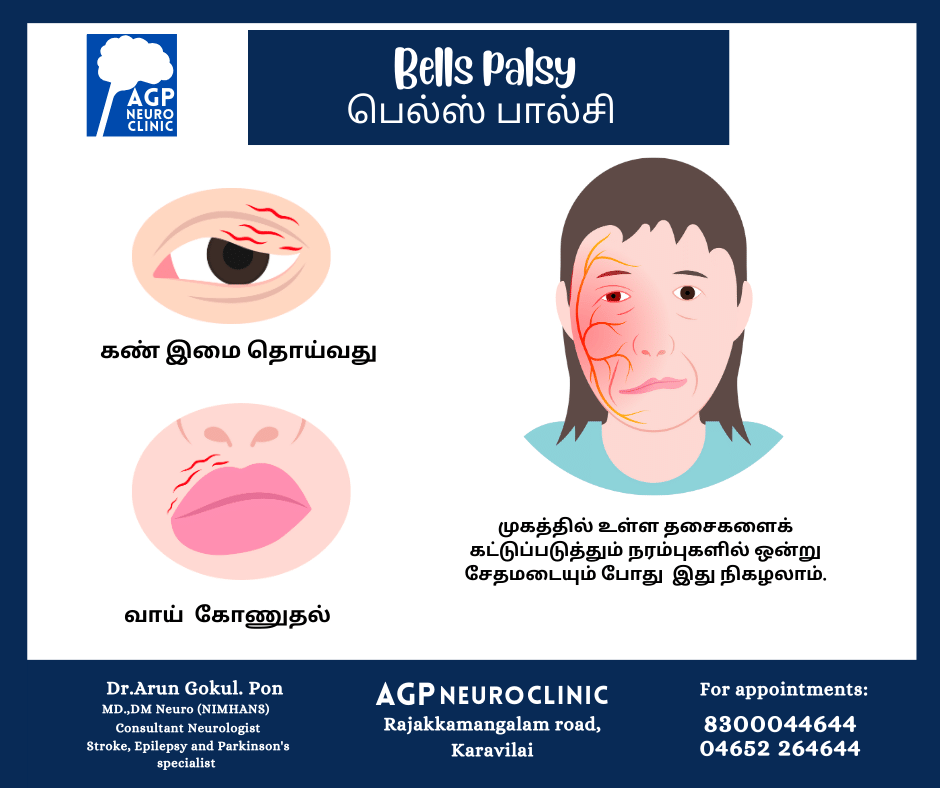 AGP
NEURO
CLINIC
Bells Palsy
பெல்ஸ் பால்சி
கண் இமை தொய்வது
வாய் கோணுதல்
முகத்தில் உள்ள தசைகளைக்
கட்டுப்படுத்தும் நரம்புகளில் ஒன்று
சேதமடையும் போது இது நிகழலாம்.
Dr.Arun Gokul. Pon
MD.,DM Neuro (NIMHANS)
Consultant Neurologist
Stroke, Epilepsy and Parkinson's
specialist
AGP NEURO CLINIC
Rajakkamangalam road,
Karavilai
For appointments:
8300044644
04652 264644